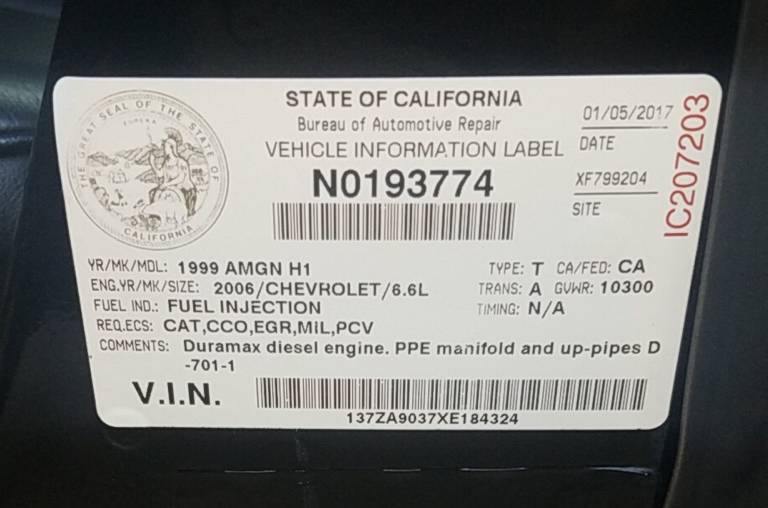 THE GREAT SEAL OF THE STATE OF
EUREKA
CALIFORNIA
STATE OF CALIFORNIA
Bureau of Automotive Repair
VEHICLE INFORMATION LABEL
N0193774
01/05/2017
DATE
XF799204
SITE
IC207203
YR/MK/MDL: 1999 AMGN H1 TYPE: T CA/FED: CA
ENG.YR/MK/SIZE: 2006/CHEVROLET/6.6L TRANS: A GVWR: 10300
FUEL IND.: FUEL INJECTION TIMING: N/A
REQ.ECS: CAT,CCO,EGR,MIL,PCV
COMMENTS: Duramax diesel engine. PPE manifold and up-pipes D
-701-1
V.I.N.
137ZA9037XE184324